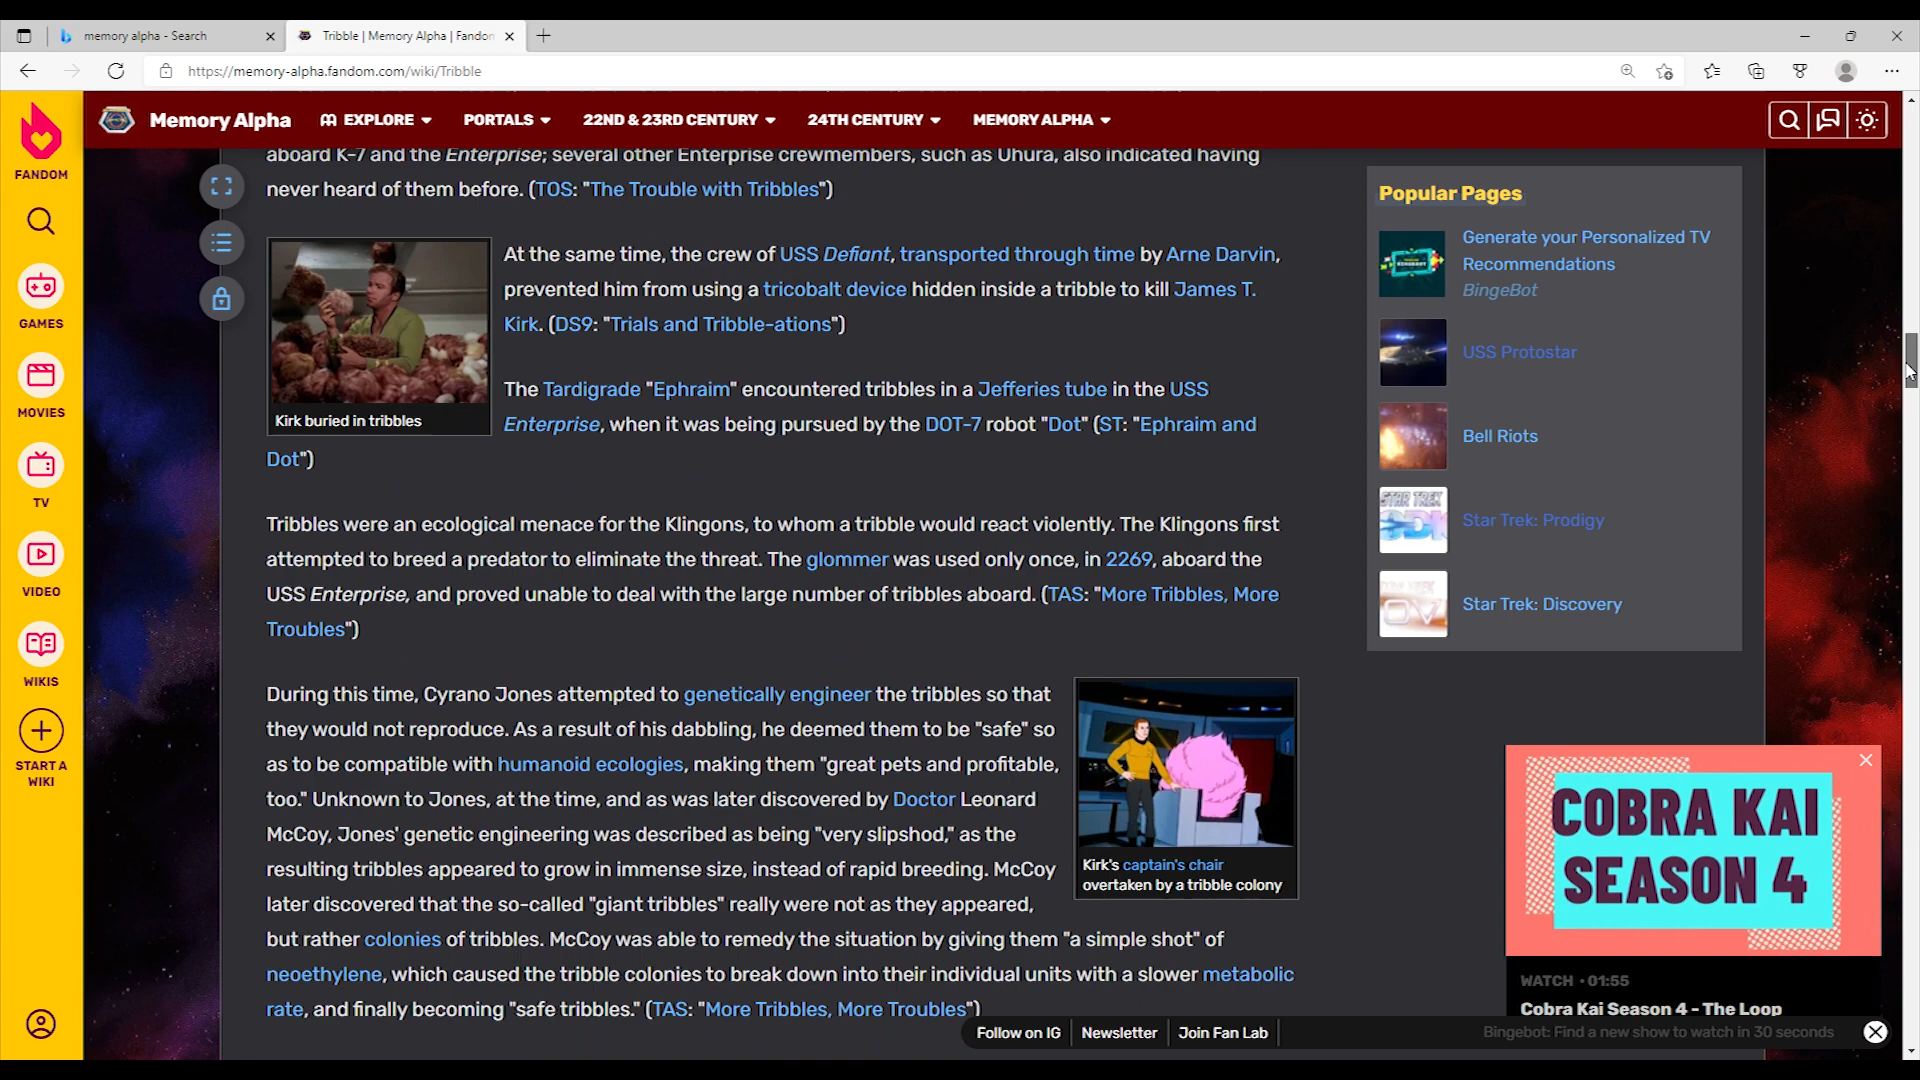 memory alpha - Search
Tribble | Memory Alpha | Fandom
https://memory-alpha.fandom.com/wiki/Tribble
FANDOM
GAMES
MOVIES
TV
VIDEO
WIKIS
START A
WIKI
Memory Alpha
EXPLORE
PORTALS
22ND & 23RD CENTURY
24TH CENTURY
MEMORY ALPHA
aboard K-7 and the Enterprise; several other Enterprise crewmembers, such as Uhura, also indicated having
never heard of them before. (TOS: "The Trouble with Tribbles")
Kirk buried in tribbles
At the same time, the crew of USS Defiant, transported through time by Arne Darvin,
prevented him from using a tricobalt device hidden inside a tribble to kill James T.
Kirk. (DS9: "Trials and Tribble-ations")
The Tardigrade "Ephraim" encountered tribbles in a Jefferies tube in the USS
Enterprise, when it was being pursued by the DOT-7 robot "Dot" (ST: "Ephraim and
Dot")
Tribbles were an ecological menace for the Klingons, to whom a tribble would react violently. The Klingons first
attempted to breed a predator to eliminate the threat. The glommer was used only once, in 2269, aboard the
USS Enterprise, and proved unable to deal with the large number of tribbles aboard. (TAS: "More Tribbles, More
Troubles")
During this time, Cyrano Jones attempted to genetically engineer the tribbles so that
they would not reproduce. As a result of his dabbling, he deemed them to be "safe" so
as to be compatible with humanoid ecologies, making them "great pets and profitable,
too." Unknown to Jones, at the time, and as was later discovered by Doctor Leonard
McCoy, Jones' genetic engineering was described as being "very slipshod," as the
resulting tribbles appeared to grow in immense size, instead of rapid breeding. McCoy
later discovered that the so-called "giant tribbles" really were not as they appeared,
but rather colonies of tribbles. McCoy was able to remedy the situation by giving them "a simple shot" of
neoethylene, which caused the tribble colonies to break down into their individual units with a slower metabolic
rate, and finally becoming "safe tribbles." (TAS: "More Tribbles, More Troubles")
Kirk's captain's chair
overtaken by a tribble colony
Popular Pages
Generate your Personalized TV
Recommendations
BingeBot
USS Protostar
Bell Riots
STAR TREK
Star Trek: Prodigy
Star Trek: Discovery
COBRA KAI
SEASON 4
WATCH • 01:55
Cobra Kai Season 4 - The Loop
Follow on IG
Newsletter
Join Fan Lab
Bingebot: Find a new show to watch in 30 seconds